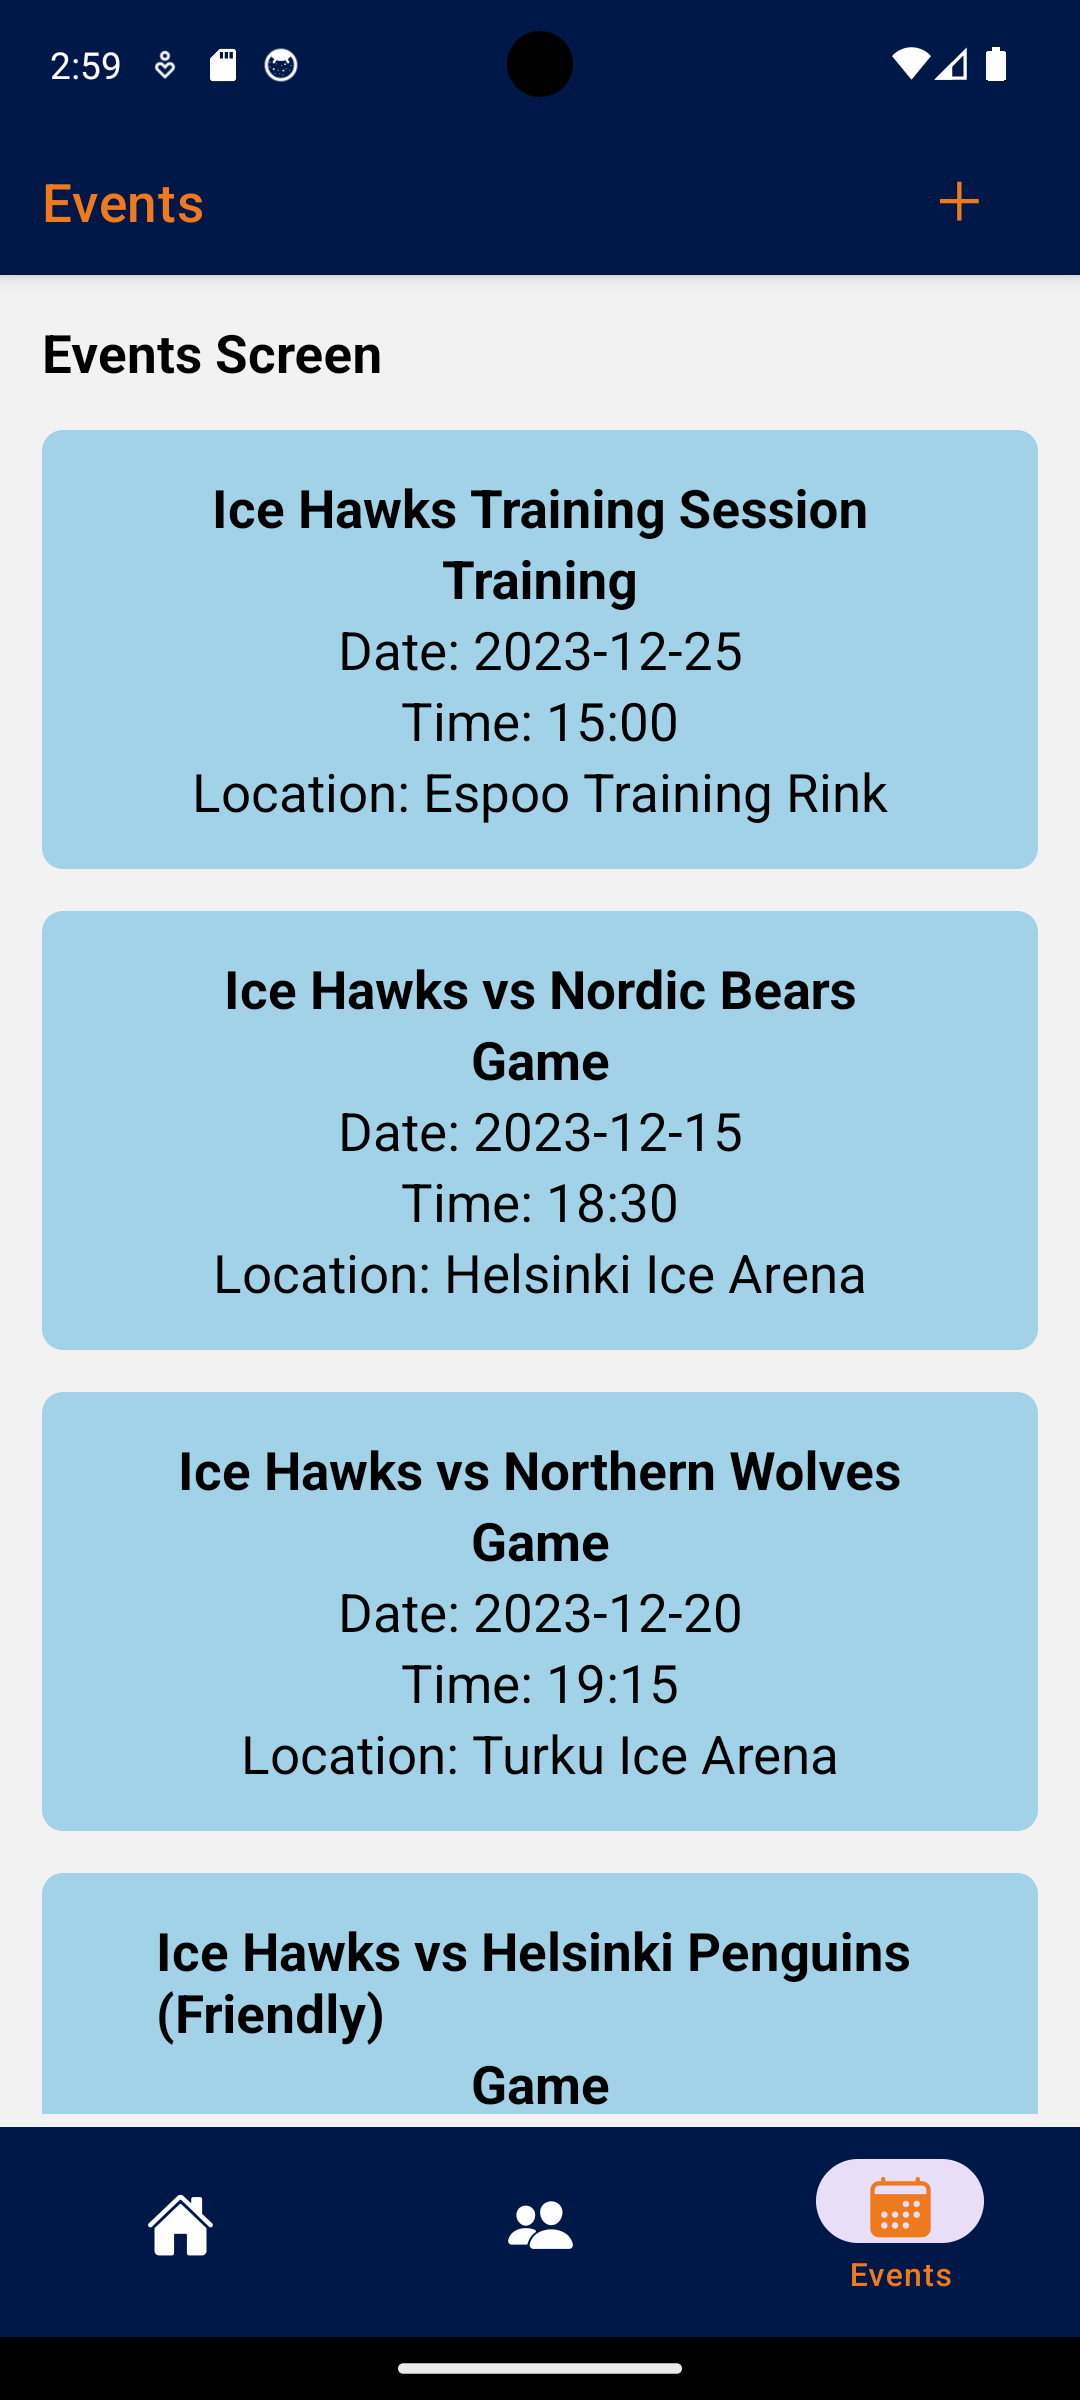 2:59
Events
Events Screen
Ice Hawks Training Session
Training
Date: 2023-12-25
Time: 15:00
Location: Espoo Training Rink
Ice Hawks vs Nordic Bears
Game
Date: 2023-12-15
Time: 18:30
Location: Helsinki Ice Arena
Ice Hawks vs Northern Wolves
Game
Date: 2023-12-20
Time: 19:15
Location: Turku Ice Arena
Ice Hawks vs Helsinki Penguins
(Friendly)
Game
Events